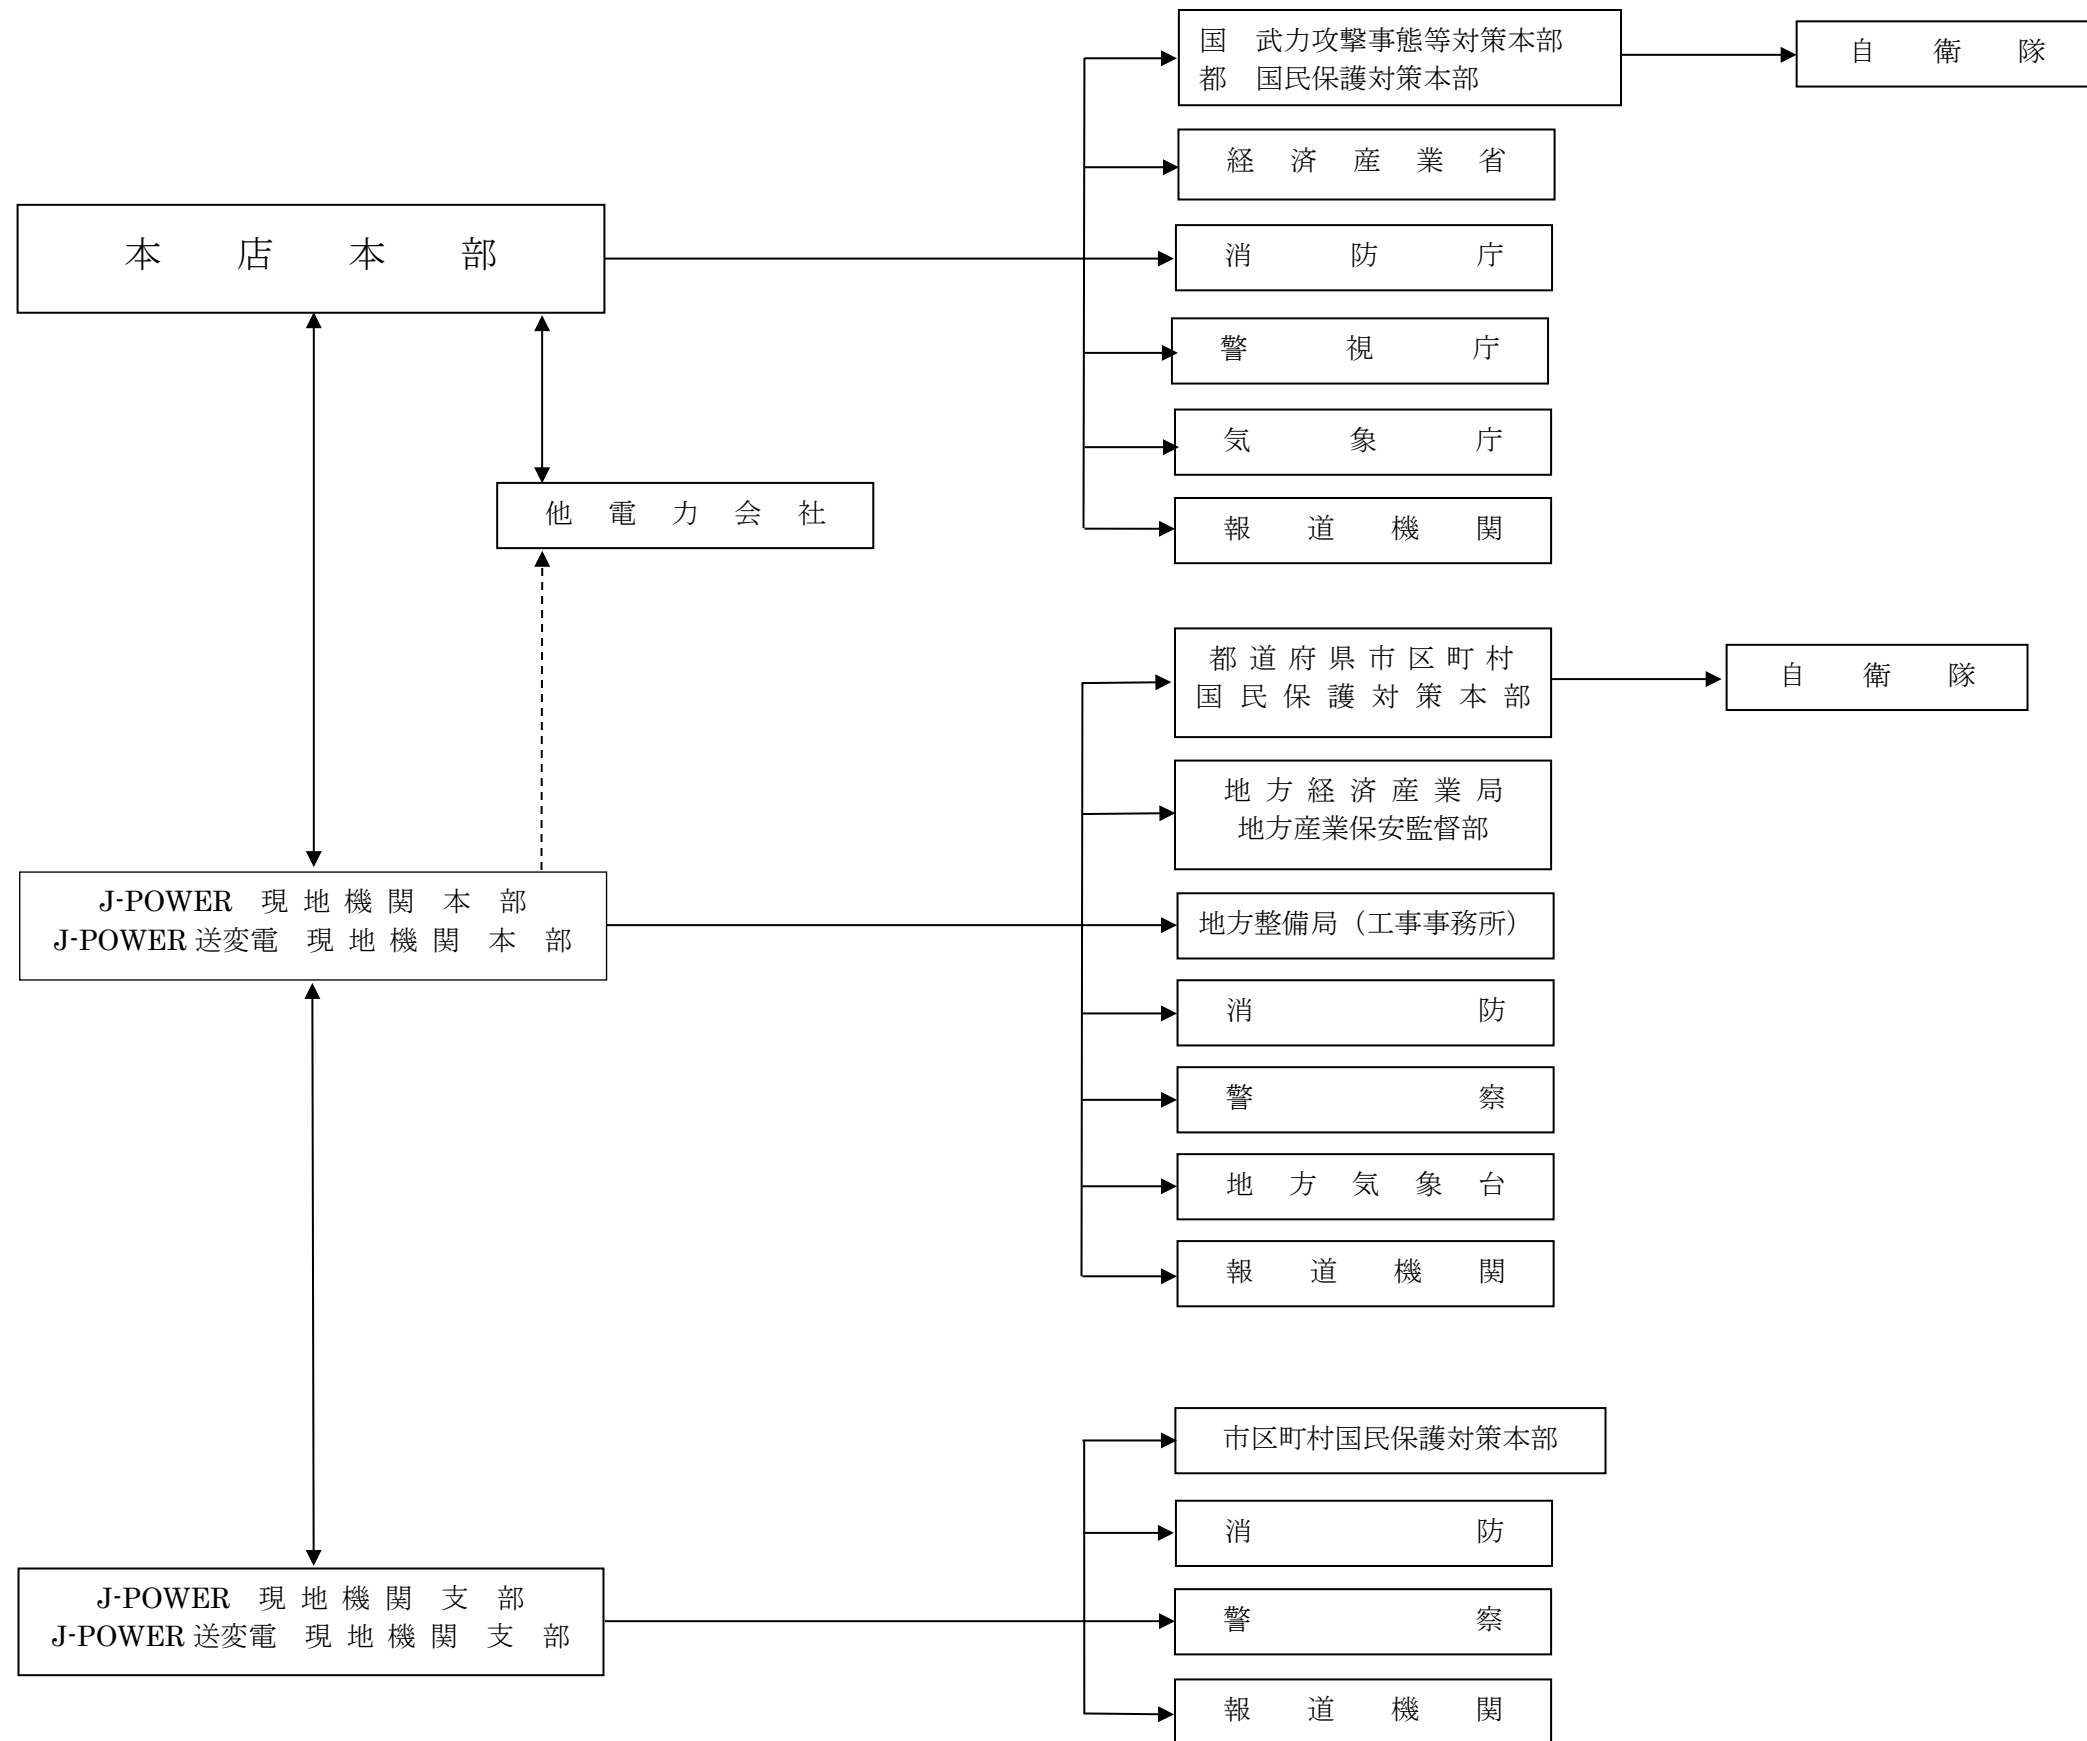 国　武力攻撃事態等対策本部
都　国民保護対策本部
自　衛　隊
経　済　産　業　省
本　店　本　部
消　防　庁
警　視　庁
気　象　庁
他　電　力　会　社
報　道　機　関
都 道 府 県 市 区 町 村
国 民 保 護 対 策 本 部
自　衛　隊
地 方 経 済 産 業 局
地方産業保安監督部
J-POWER　現 地 機 関　本　部
J-POWER 送変電　現 地 機 関　本　部
地方整備局（工事事務所）
消　防
警　察
地　方　気　象　台
報　道　機　関
市区町村国民保護対策本部
消　防
J-POWER　現 地 機 関　支　部
J-POWER 送変電　現 地 機 関　支　部
警　察
報　道　機　関